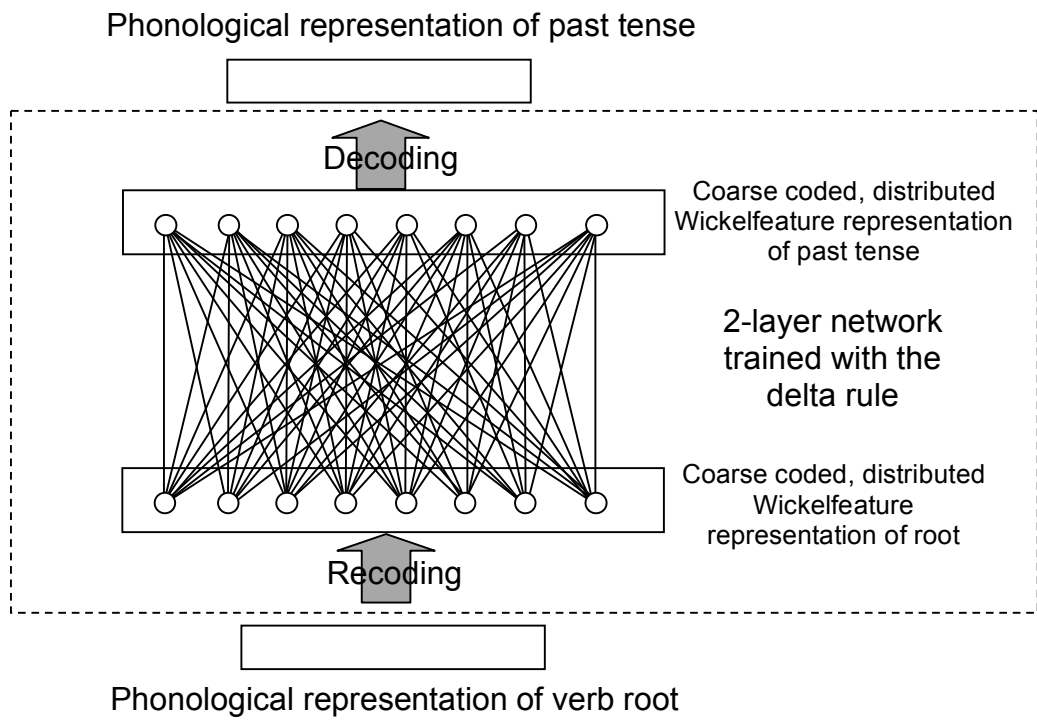 Phonological representation of past tense
Decoding
Coarse coded, distributed
Wickelfeature representation
of past tense
2-layer network
trained with the
delta rule
Coarse coded, distributed
Wickelfeature
representation of root
Recoding
Phonological representation of verb root